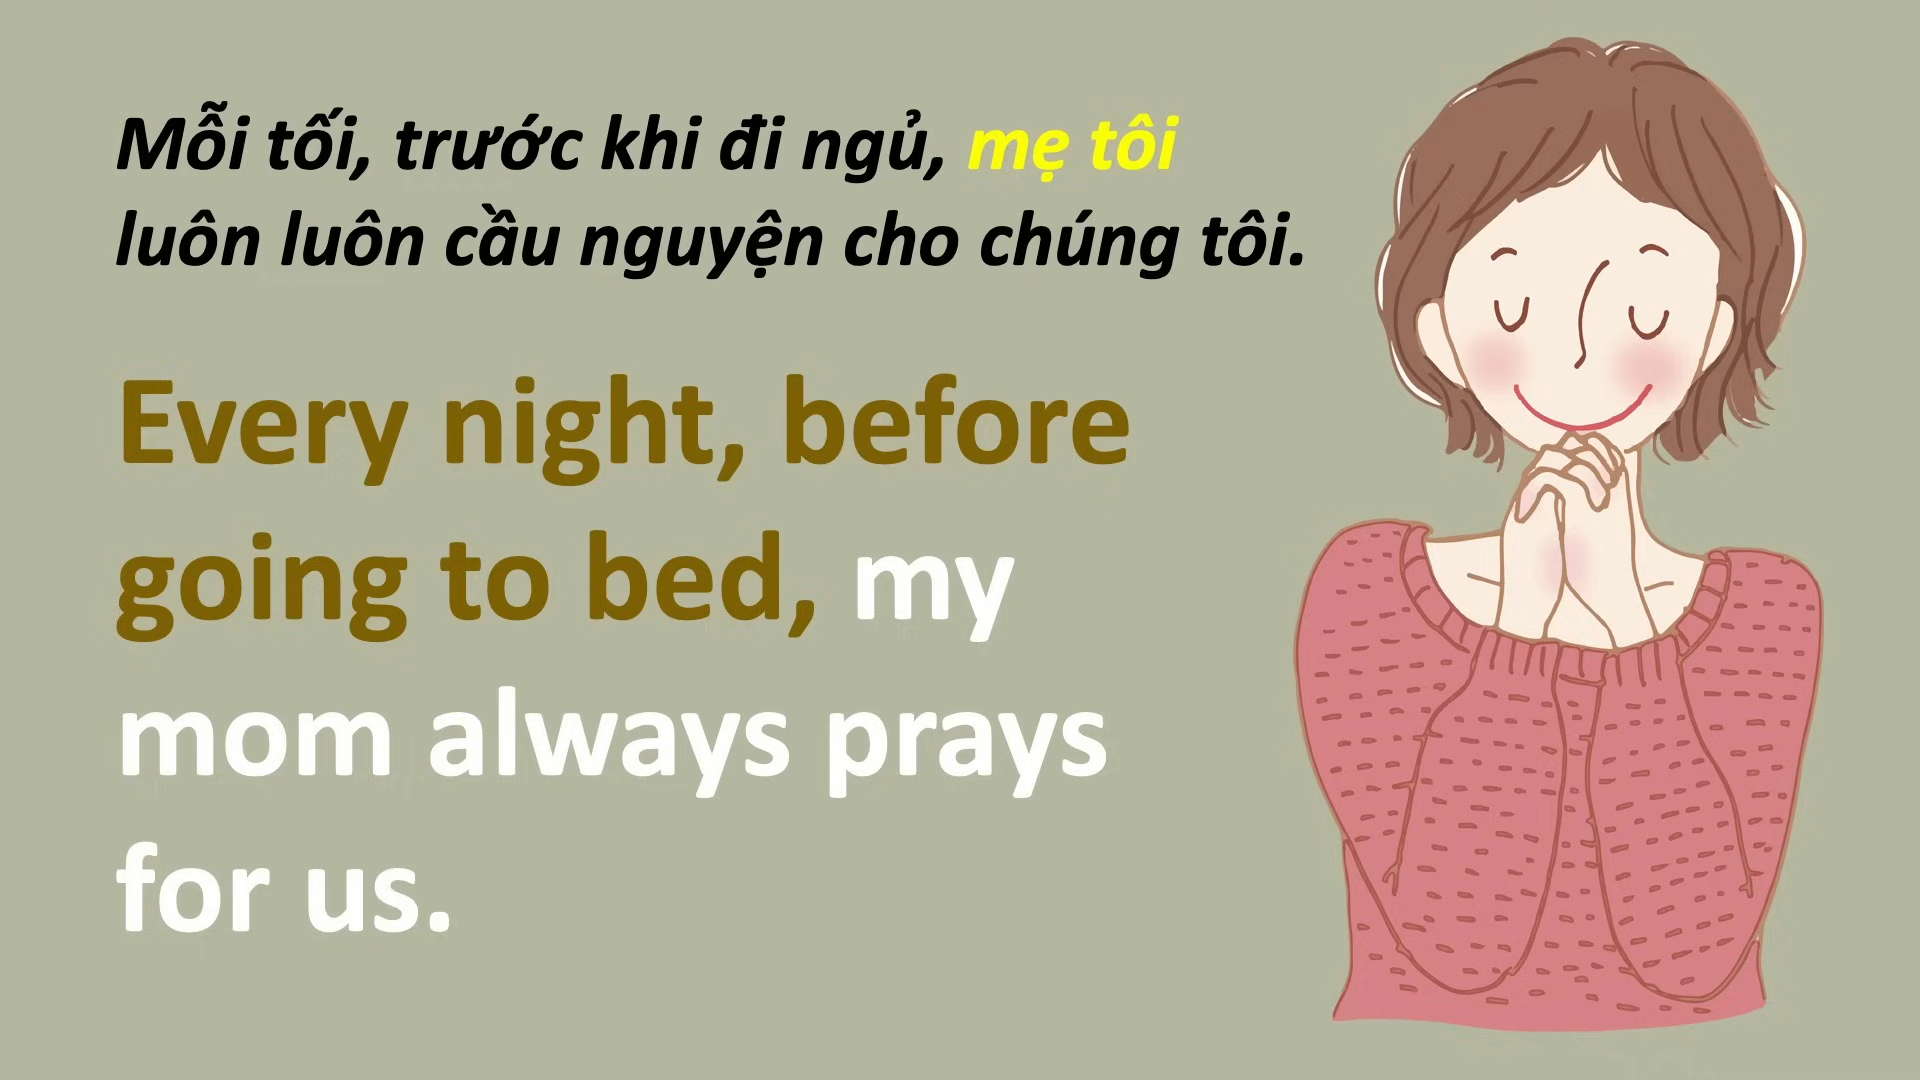 Mỗi tối, trước khi đi ngủ, mẹ tôi
luôn luôn cầu nguyện cho chúng tôi.
Every night, before
going to bed, my
mom always prays
for us.